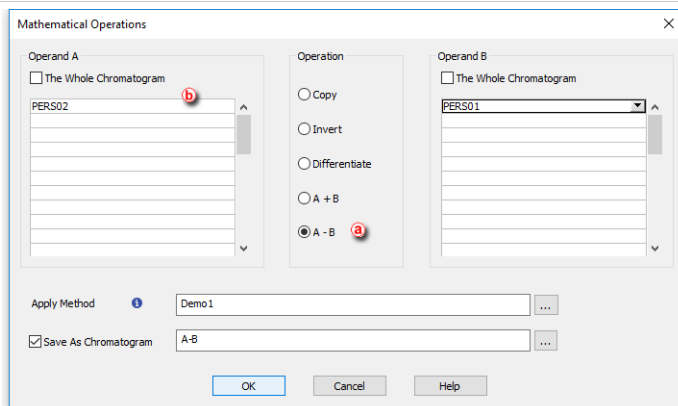 Mathematical Operations
Operand A
The Whole Chromatogram
b
PERS02
Operation
Copy
Invert
Differentiate
A + B
A - B
a
Operand B
The Whole Chromatogram
PERS01
Apply Method
i
Demo1
...
Save As Chromatogram
A-B
...
OK
Cancel
Help